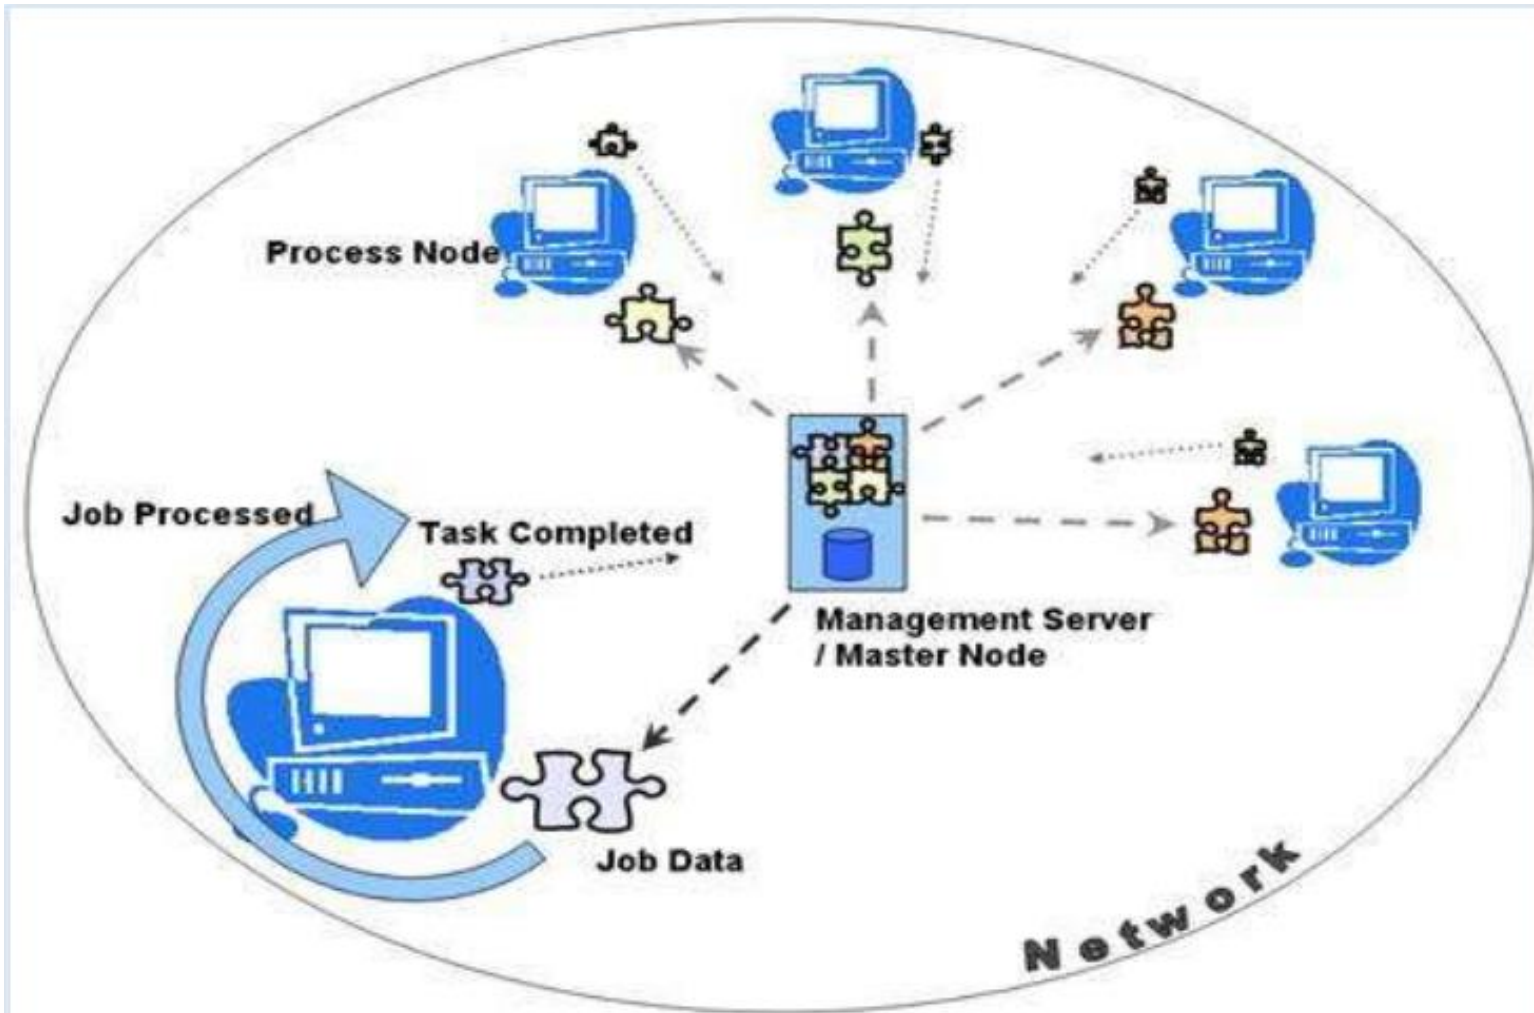 Process Node
Job Processed
Task Completed
Management Server
/ Master Node
Job Data
Network